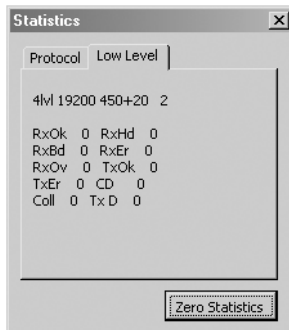 Statistics
Protocol Low Level
4lvl 19200 450+20 2
RxOk 0 RxHd 0
RxBd 0 RxEr 0
RxOv 0 TxOk 0
TxEr 0 CD 0
Coll 0 Tx D 0
Zero Statistics